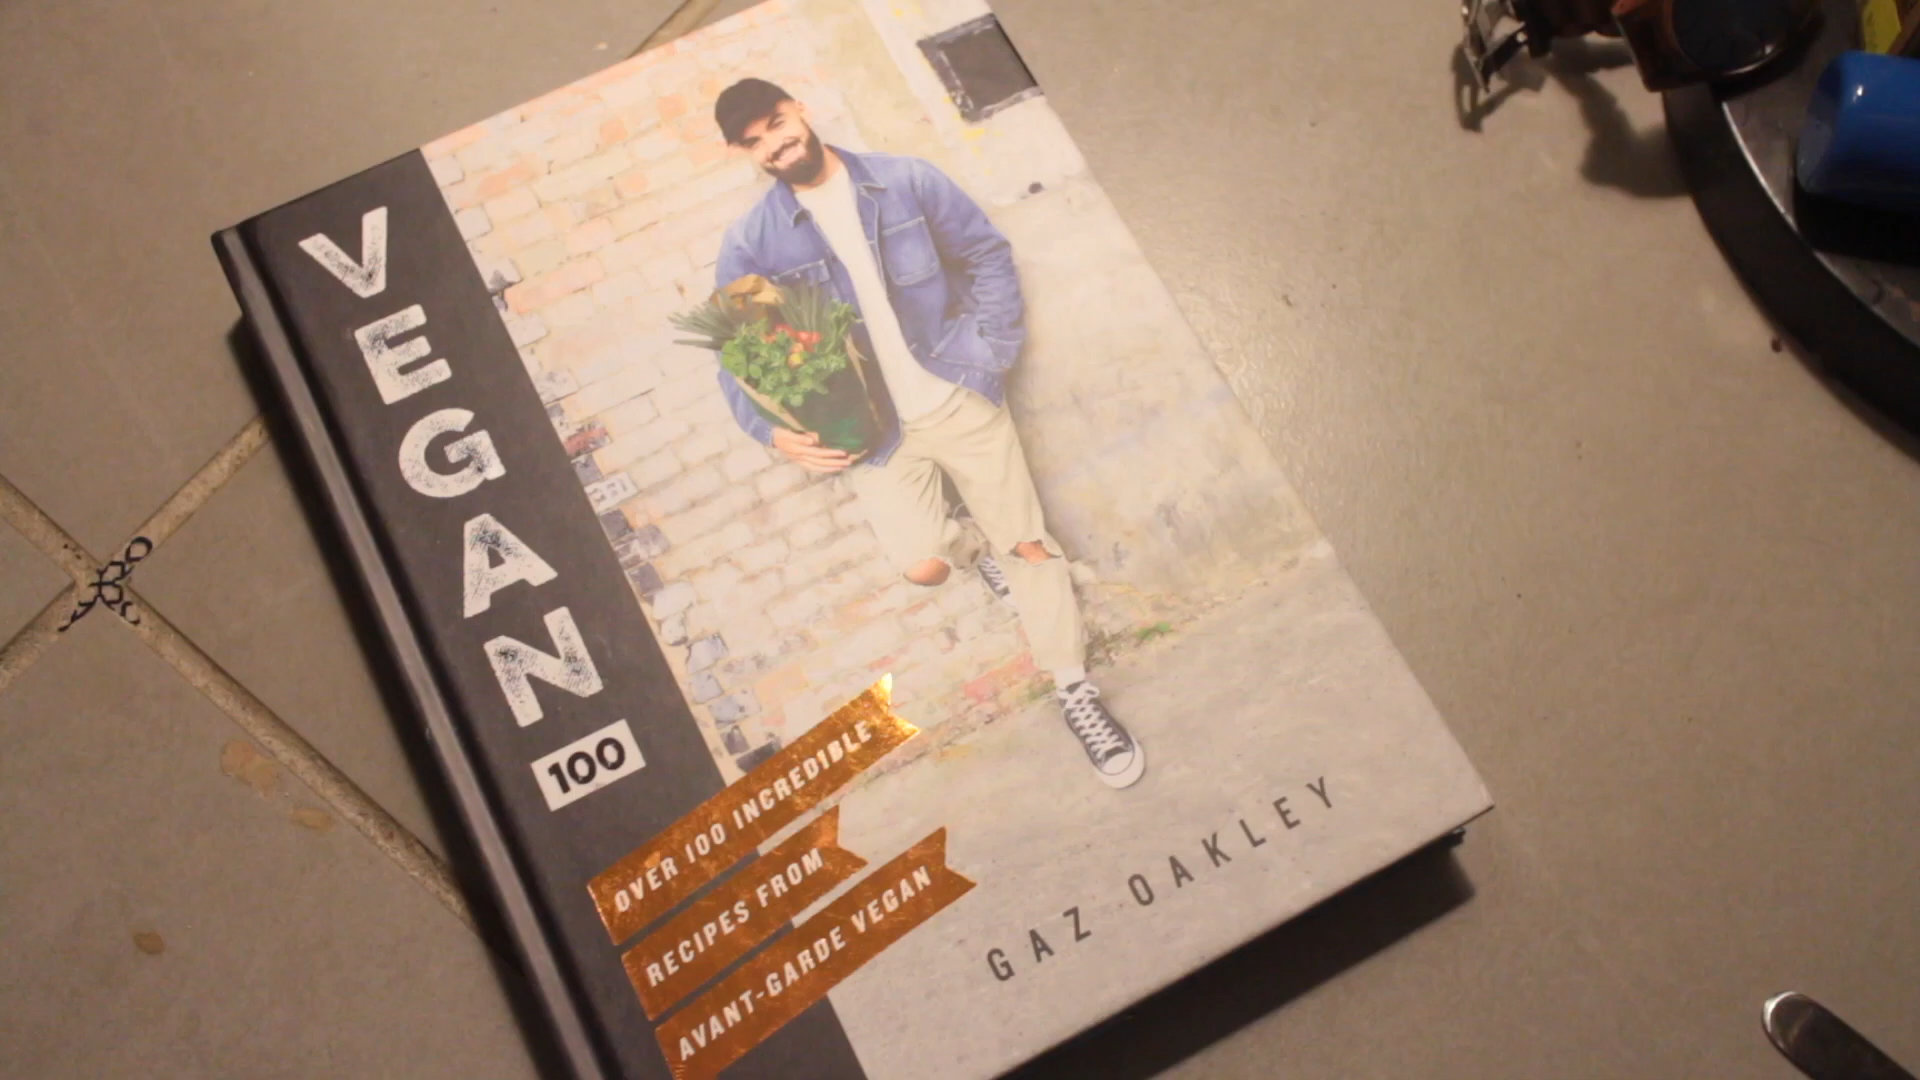 VEGAN
100
OVER 100 INCREDIBLE
RECIPES FROM
AVANT-GARDE VEGAN
GAZ OAKLEY